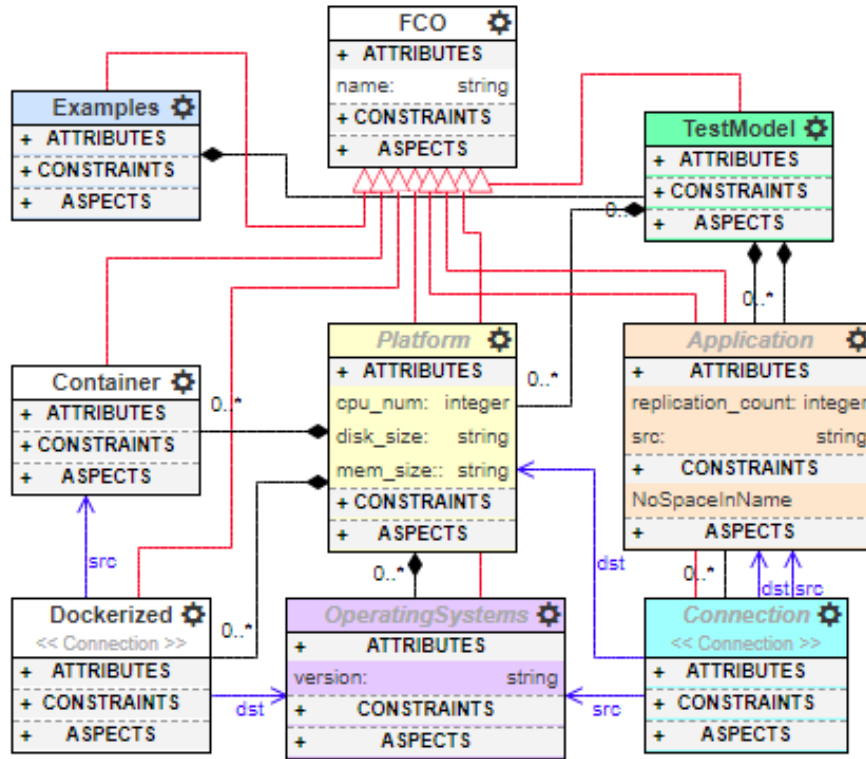 FCO
+ ATTRIBUTES
name: string
+ CONSTRAINTS
+ ASPECTS
Examples
+ ATTRIBUTES
+ CONSTRAINTS
+ ASPECTS
TestModel
+ ATTRIBUTES
+ CONSTRAINTS
+ ASPECTS
0..
0..*
Platform
+ ATTRIBUTES
cpu_num: integer
disk_size: string
mem_size:: string
+ CONSTRAINTS
+ ASPECTS
0..*
Application
+ ATTRIBUTES
replication_count: integer
src: string
+ CONSTRAINTS
NoSpaceInName
+ ASPECTS
Container
+ ATTRIBUTES
+ CONSTRAINTS
+ ASPECTS
0..*
src
dst
0..*
0..*
dst
src
Dockerized
<< Connection >>
+ ATTRIBUTES
+ CONSTRAINTS
+ ASPECTS
0..*
dst
OperatingSystems
+ ATTRIBUTES
version: string
+ CONSTRAINTS
+ ASPECTS
src
Connection
<< Connection >>
+ ATTRIBUTES
+ CONSTRAINTS
+ ASPECTS